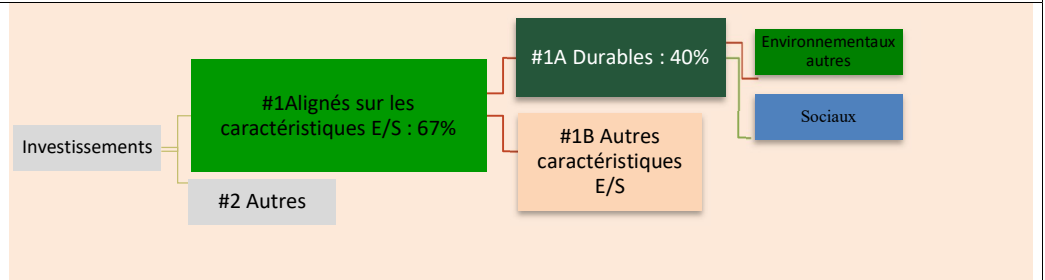 Investissements
#1Alignés sur les
caractéristiques E/S : 67%
#2 Autres
#1A Durables : 40%
#1B Autres
caractéristiques
E/S
Environnementaux
autres
Sociaux